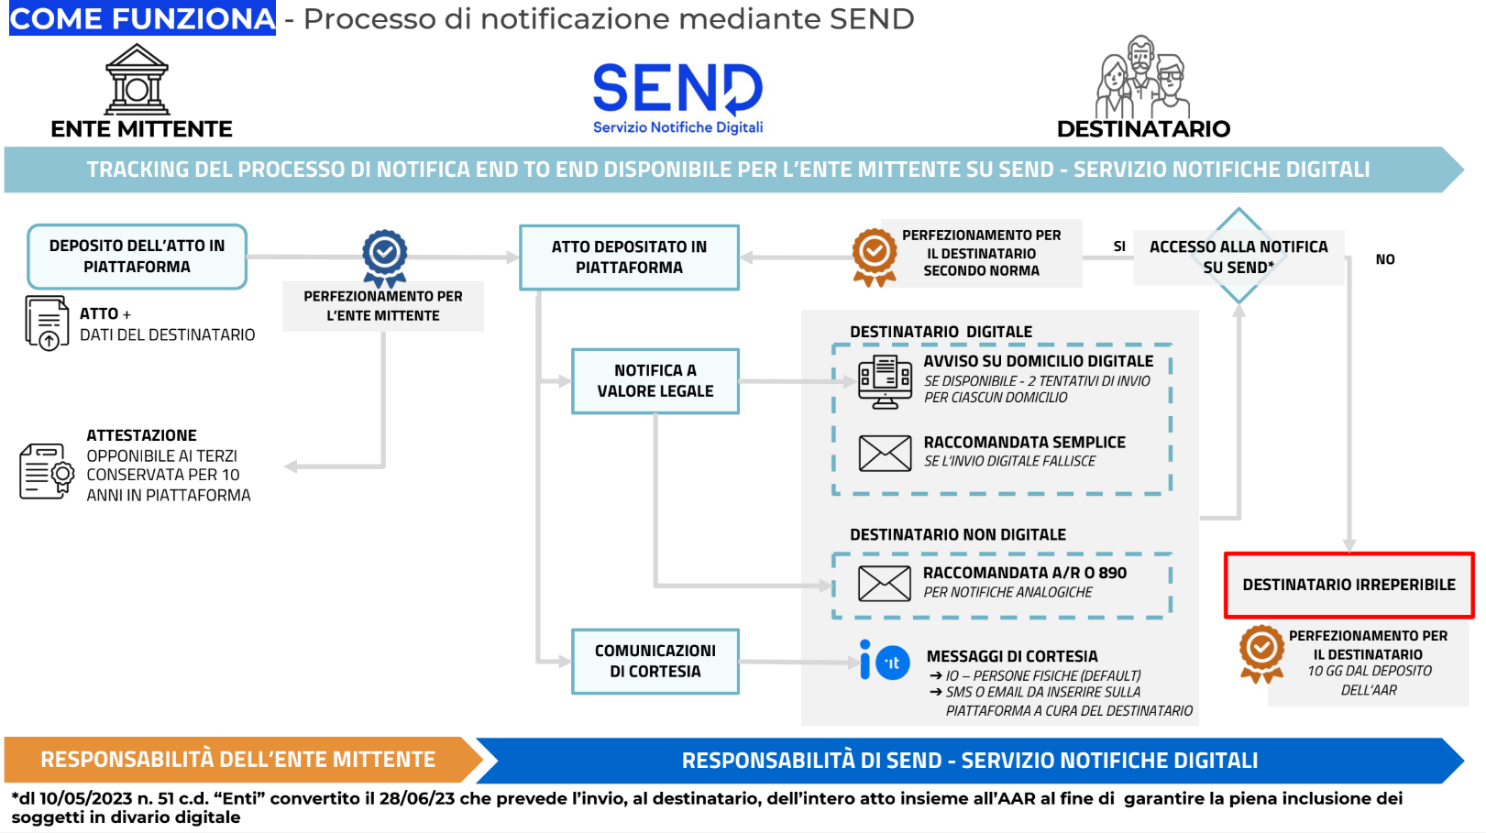 COME FUNZIONA - Processo di notificazione mediante SEND
ENTE MITTENTE
SEND
Servizio Notifiche Digitali
DESTINATARIO
TRACKING DEL PROCESSO DI NOTIFICA END TO END DISPONIBILE PER L'ENTE MITTENTE SU SEND - SERVIZIO NOTIFICHE DIGITALI
DEPOSITO DELL'ATTO IN
PIATTAFORMA
ATTO +
DATI DEL DESTINATARIO
PERFEZIONAMENTO PER
L'ENTE MITTENTE
ATTESTAZIONE
OPPONIBILE AI TERZI
CONSERVATA PER 10
ANNI IN PIATTAFORMA
ATTO DEPOSITATO IN
PIATTAFORMA
NOTIFICA A
VALORE LEGALE
COMUNICAZIONI
DI CORTESIA
PERFEZIONAMENTO PER
IL DESTINATARIO
SECONDO NORMA
SI
ACCESSO ALLA NOTIFICA
SU SEND*
NO
DESTINATARIO DIGITALE
AVVISO SU DOMICILIO DIGITALE
SE DISPONIBILE - 2 TENTATIVI DI INVIO
PER CIASCUN DOMICILIO
RACCOMANDATA SEMPLICE
SE L'INVIO DIGITALE FALLISCE
DESTINATARIO NON DIGITALE
RACCOMANDATA A/R O 890
PER NOTIFICHE ANALOGICHE
io.it
MESSAGGI DI CORTESIA
➔ IO – PERSONE FISICHE (DEFAULT)
➔ SMS O EMAIL DA INSERIRE SULLA
PIATTAFORMA A CURA DEL DESTINATARIO
DESTINATARIO IRREPERIBILE
PERFEZIONAMENTO PER
IL DESTINATARIO
10 GG DAL DEPOSITO
DELL'AAR
RESPONSABILITÀ DELL'ENTE MITTENTE
RESPONSABILITÀ DI SEND - SERVIZIO NOTIFICHE DIGITALI
*dl 10/05/2023 n. 51 c.d. “Enti” convertito il 28/06/23 che prevede l'invio, al destinatario, dell'intero atto insieme all'AAR al fine di garantire la piena inclusione dei
soggetti in divario digitale